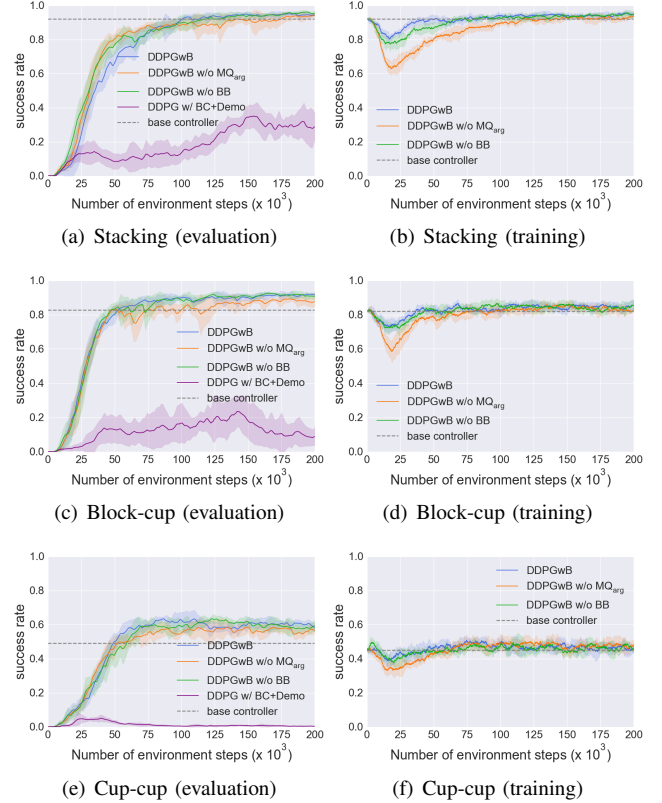 1.0
0.8
0.6
0.4
0.2
0.0
success rate
DDPGwB
DDPGwB w/o MQarg
DDPGwB w/o BB
DDPG w/ BC+Demo
base controller
0 25 50 75 100 125 150 175 200
Number of environment steps (x 10³)
(a) Stacking (evaluation)
1.0
0.8
0.6
0.4
0.2
0.0
success rate
DDPGwB
DDPGwB w/o MQarg
DDPGwB w/o BB
base controller
0 25 50 75 100 125 150 175 200
Number of environment steps (x 10³)
(b) Stacking (training)
1.0
0.8
0.6
0.4
0.2
0.0
success rate
DDPGwB
DDPGwB w/o MQarg
DDPGwB w/o BB
DDPG w/ BC+Demo
base controller
0 25 50 75 100 125 150 175 200
Number of environment steps (x 10³)
(c) Block-cup (evaluation)
1.0
0.8
0.6
0.4
0.2
0.0
success rate
DDPGwB
DDPGwB w/o MQarg
DDPGwB w/o BB
base controller
0 25 50 75 100 125 150 175 200
Number of environment steps (x 10³)
(d) Block-cup (training)
1.0
0.8
0.6
0.4
0.2
0.0
success rate
DDPGwB
DDPGwB w/o MQarg
DDPGwB w/o BB
DDPG w/ BC+Demo
base controller
0 25 50 75 100 125 150 175 200
Number of environment steps (x 10³)
(e) Cup-cup (evaluation)
1.0
0.8
0.6
0.4
0.2
0.0
success rate
DDPGwB
DDPGwB w/o MQarg
DDPGwB w/o BB
base controller
0 25 50 75 100 125 150 175 200
Number of environment steps (x 10³)
(f) Cup-cup (training)